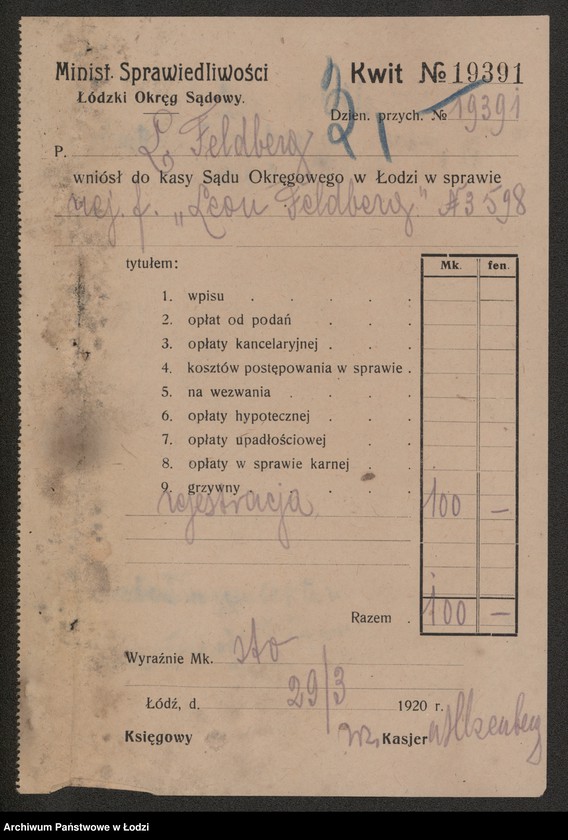 Minist. Sprawiedliwości
Łódzki Okręg Sądowy.
Kwit № 19391
Dzien. przych. № 19391
P. L. Feldberg
wniósł do kasy Sądu Okręgowego w Łodzi w sprawie
rej. f. „Leon Feldberg" № 3598
tytułem:
Mk. fen.
1. wpisu
2. opłat od podań
3. opłaty kancelaryjnej
4. kosztów postępowania w sprawie
5. na wezwania
6. opłaty hypotecznej
7. opłaty upadłościowej
8. opłaty w sprawie karnej
9. grzywny
rejestracja 100 —
Razem 100 —
Wyraźnie Mk. sto
Łódź, d. 29/3 1920 r.
Księgowy wz. Kasjer
Archiwum Państwowe w Łodzi